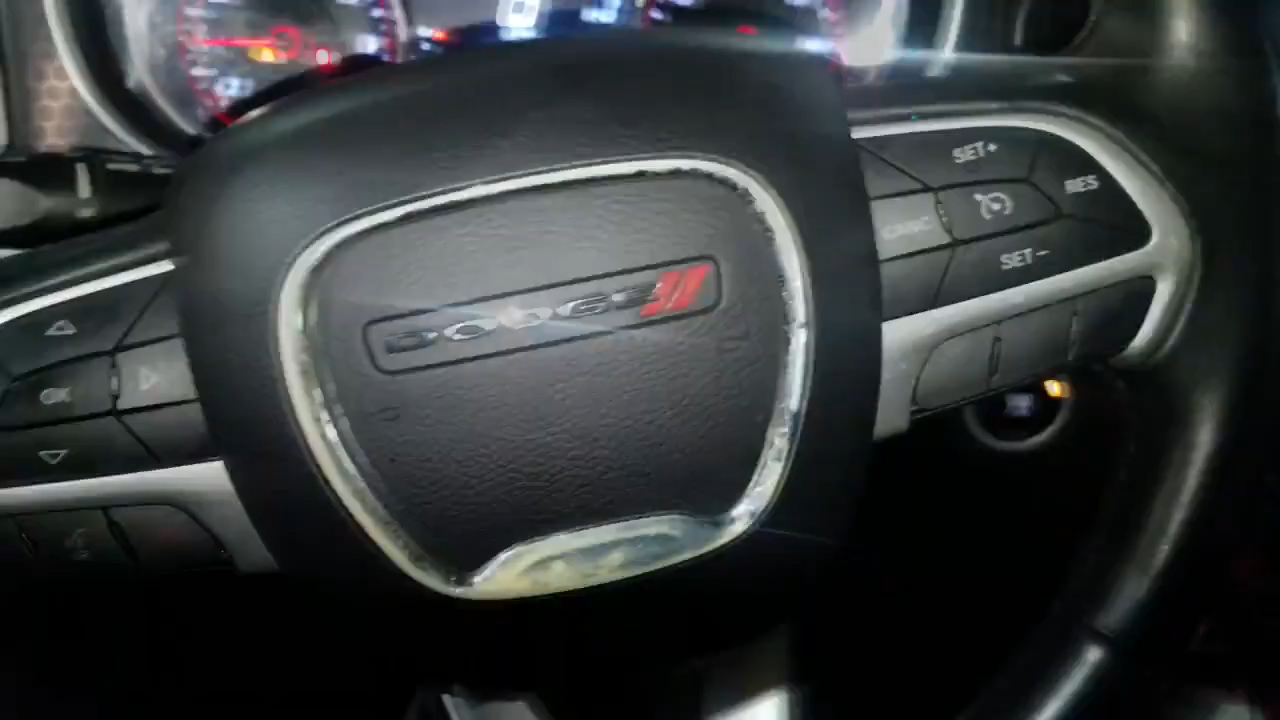 SET+
RES
CANC
DODGE
SET-
OK